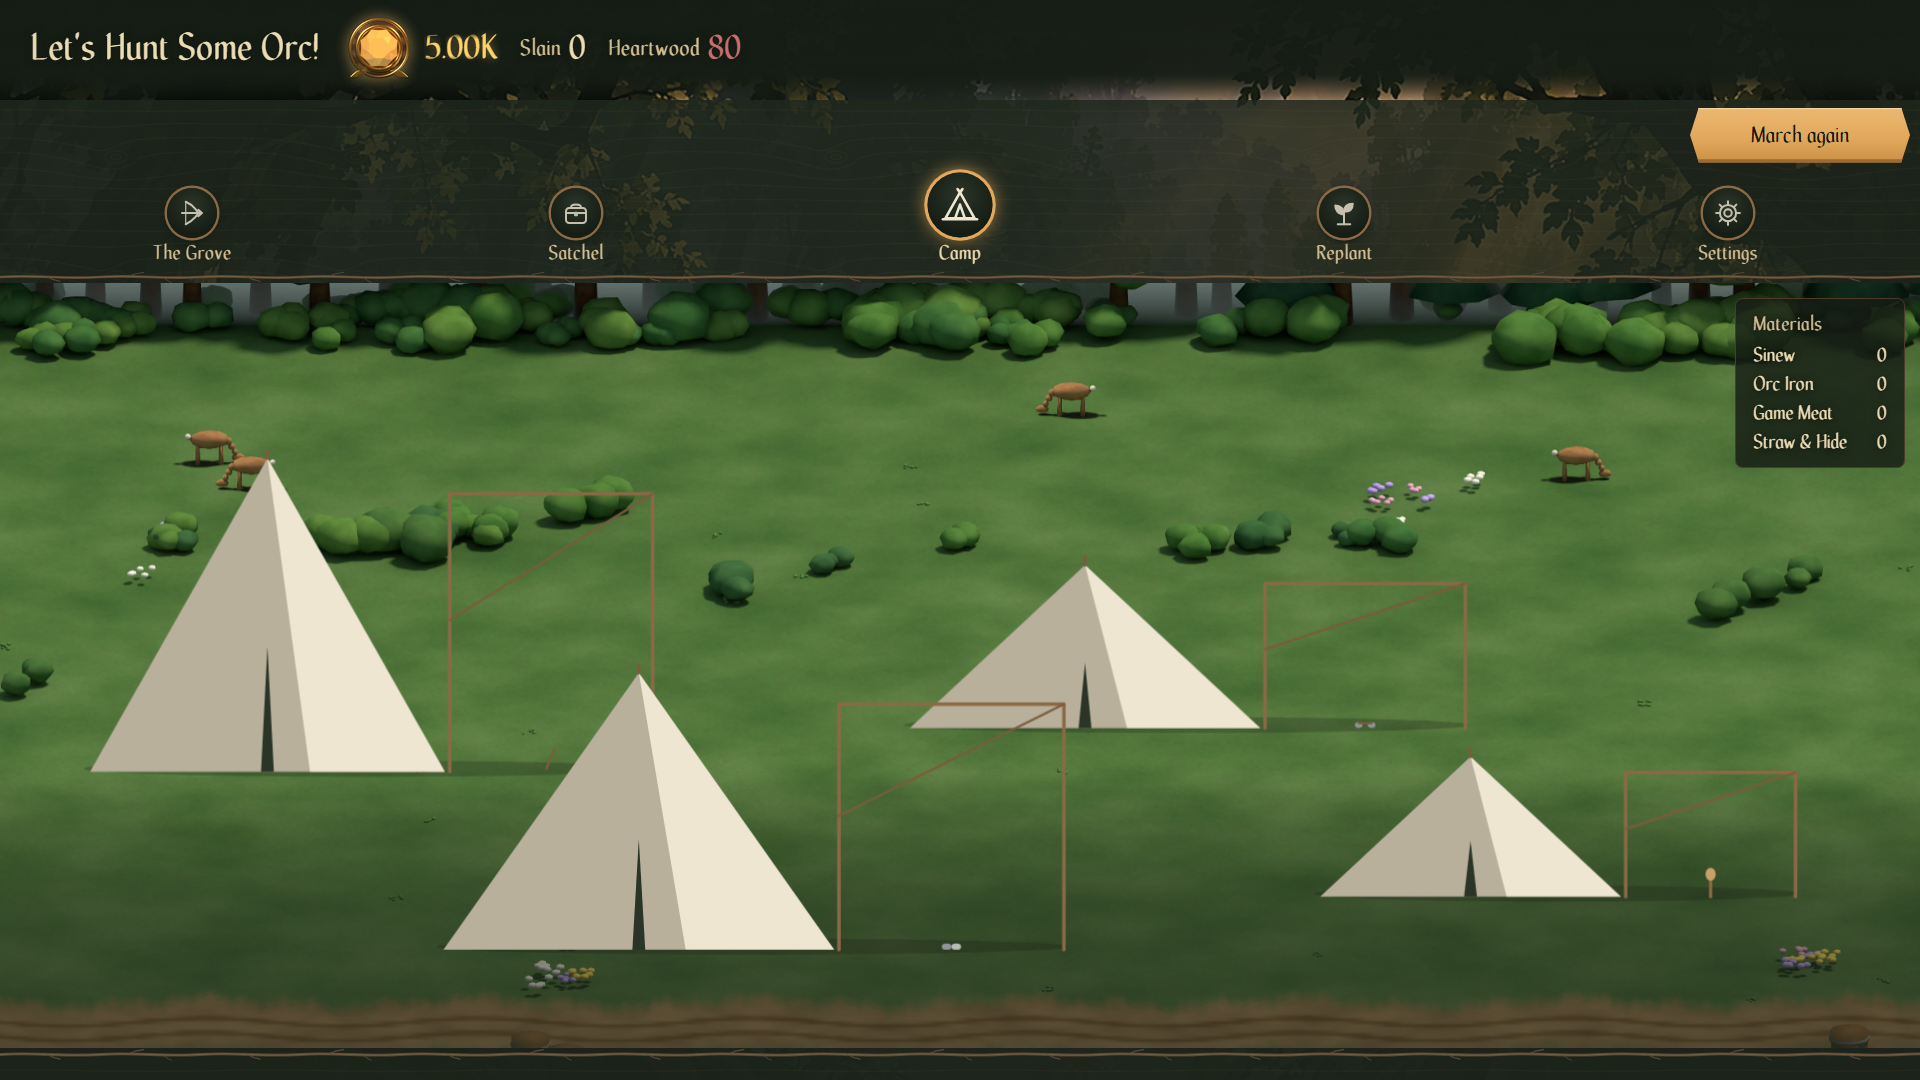 Let's Hunt Some Orc!
5.00K
Slain 0
Heartwood 80
March again
The Grove
Satchel
Camp
Replant
Settings
Materials
Sinew 0
Orc Iron 0
Game Meat 0
Straw & Hide 0